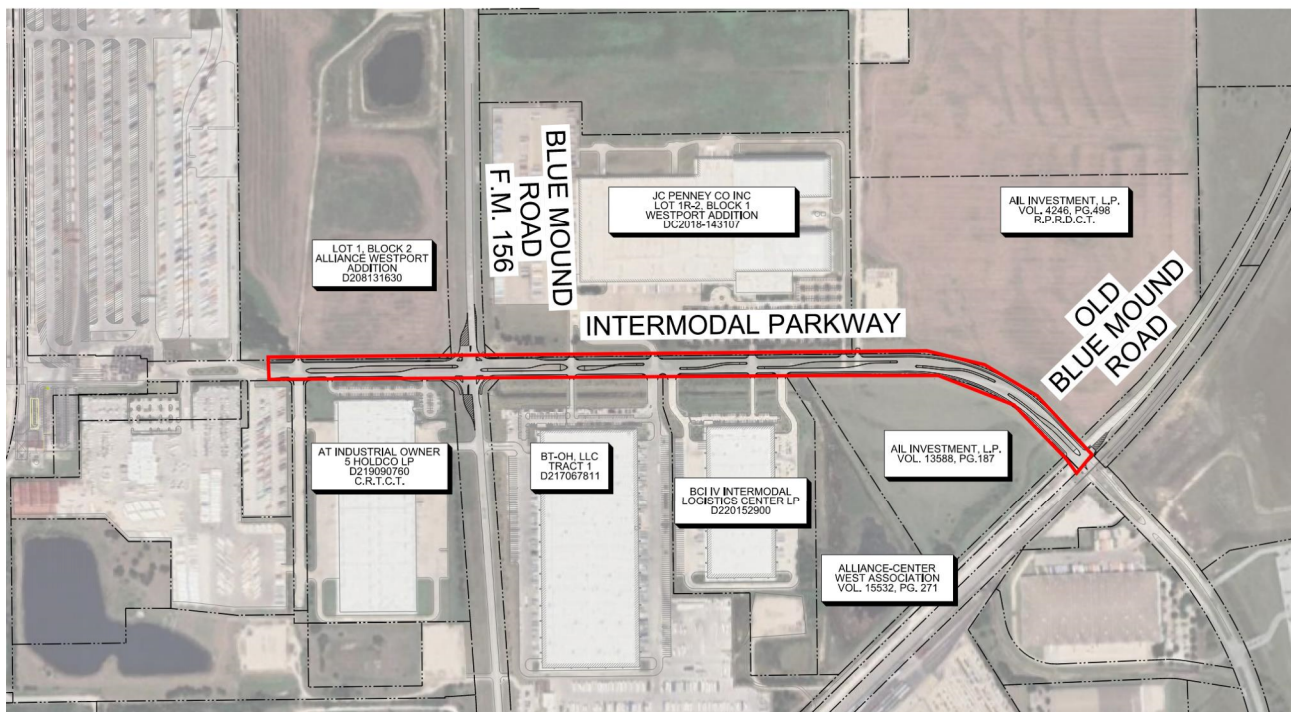 BLUE MOUND
ROAD
F.M. 156
JC PENNEY CO INC
LOT 1R-2, BLOCK 1
WESTPORT ADDITION
DC2018-143107
AIL INVESTMENT, L.P.
VOL. 4246, PG.498
R.P.R.D.C.T.
LOT 1, BLOCK 2
ALLIANCE WESTPORT
ADDITION
D208131630
OLD
BLUE MOUND
ROAD
INTERMODAL PARKWAY
AT INDUSTRIAL OWNER
5 HOLDCO LP
D219090760
C.R.T.C.T.
BT-OH, LLC
TRACT 1
D217067811
BCI IV INTERMODAL
LOGISTICS CENTER LP
D220152900
AIL INVESTMENT, L.P.
VOL. 13588, PG.187
ALLIANCE-CENTER
WEST ASSOCIATION
VOL. 15532, PG. 271